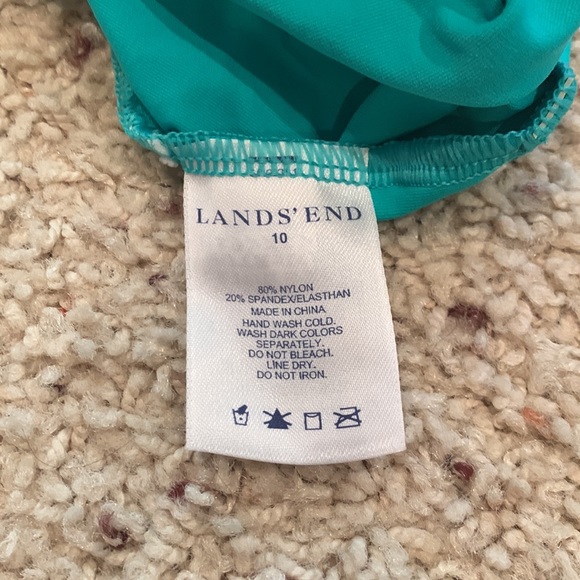 LANDS' END
10
80% NYLON
20% SPANDEX/ELASTHAN
MADE IN CHINA
HAND WASH COLD.
WASH DARK COLORS
SEPARATELY.
DO NOT BLEACH.
LINE DRY.
DO NOT IRON.